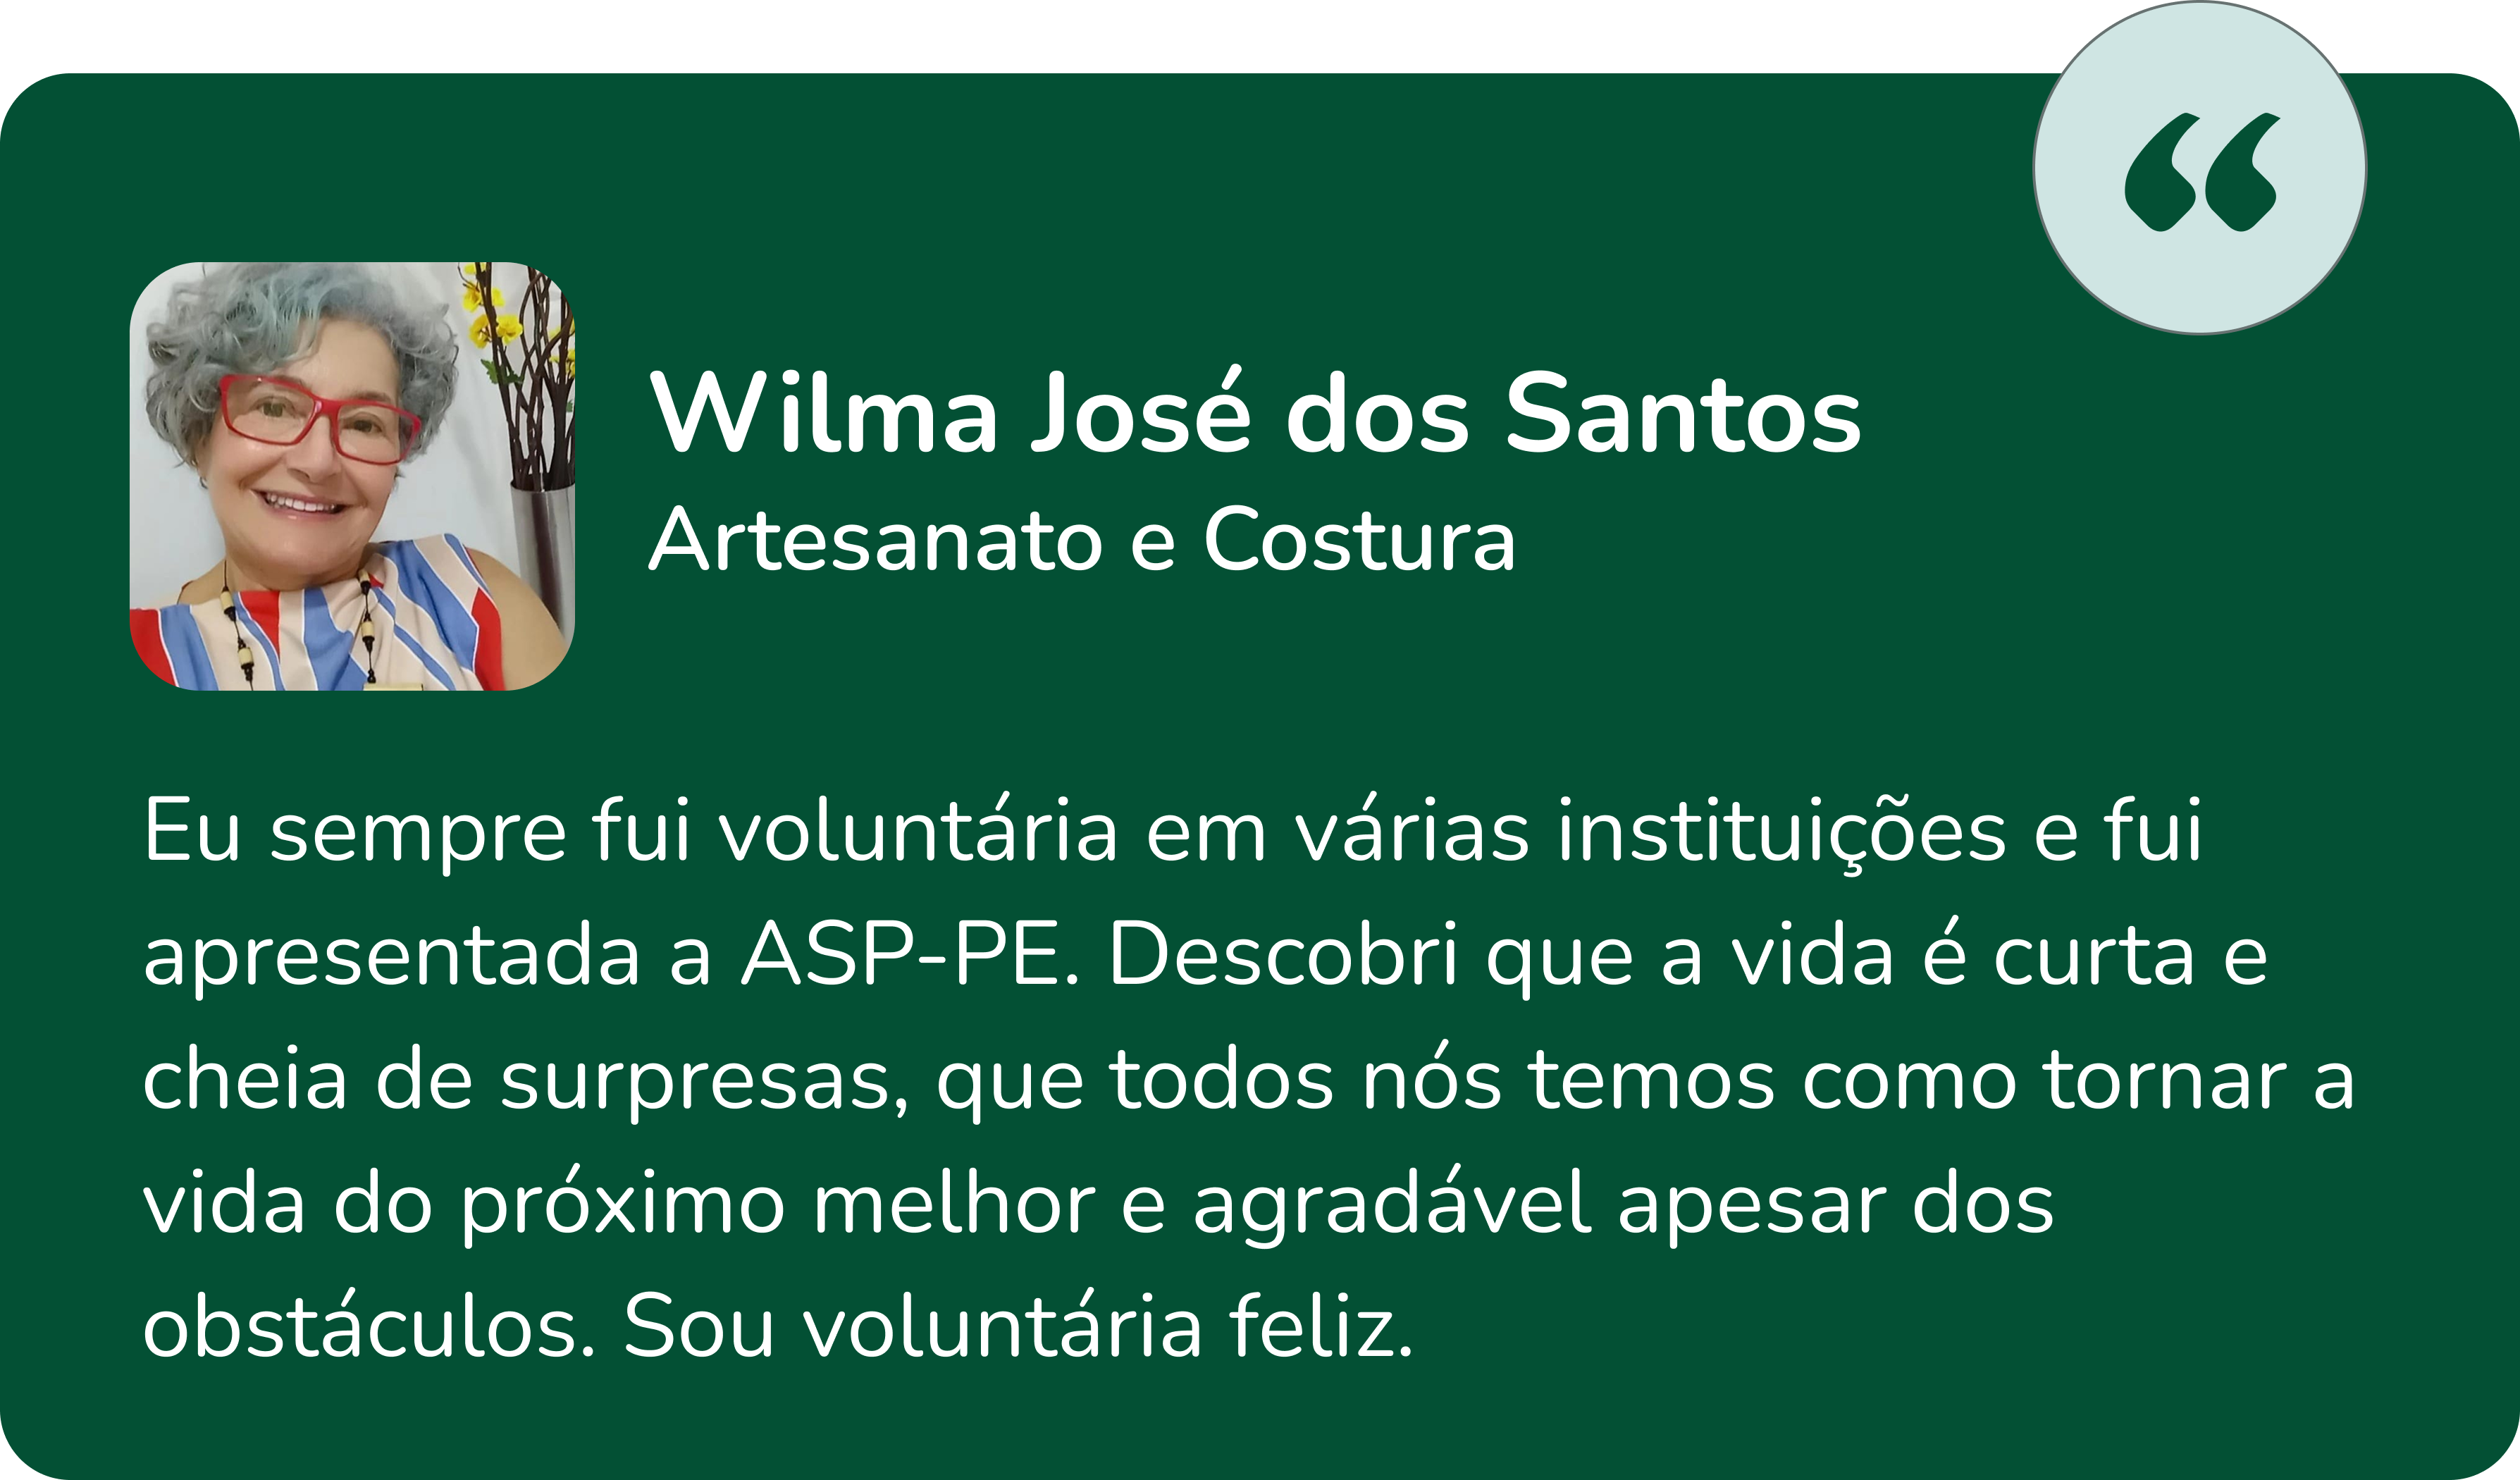 “
Wilma José dos Santos
Artesanato e Costura
Eu sempre fui voluntária em várias instituições e fui
apresentada a ASP-PE. Descobri que a vida é curta e
cheia de surpresas, que todos nós temos como tornar a
vida do próximo melhor e agradável apesar dos
obstáculos. Sou voluntária feliz.